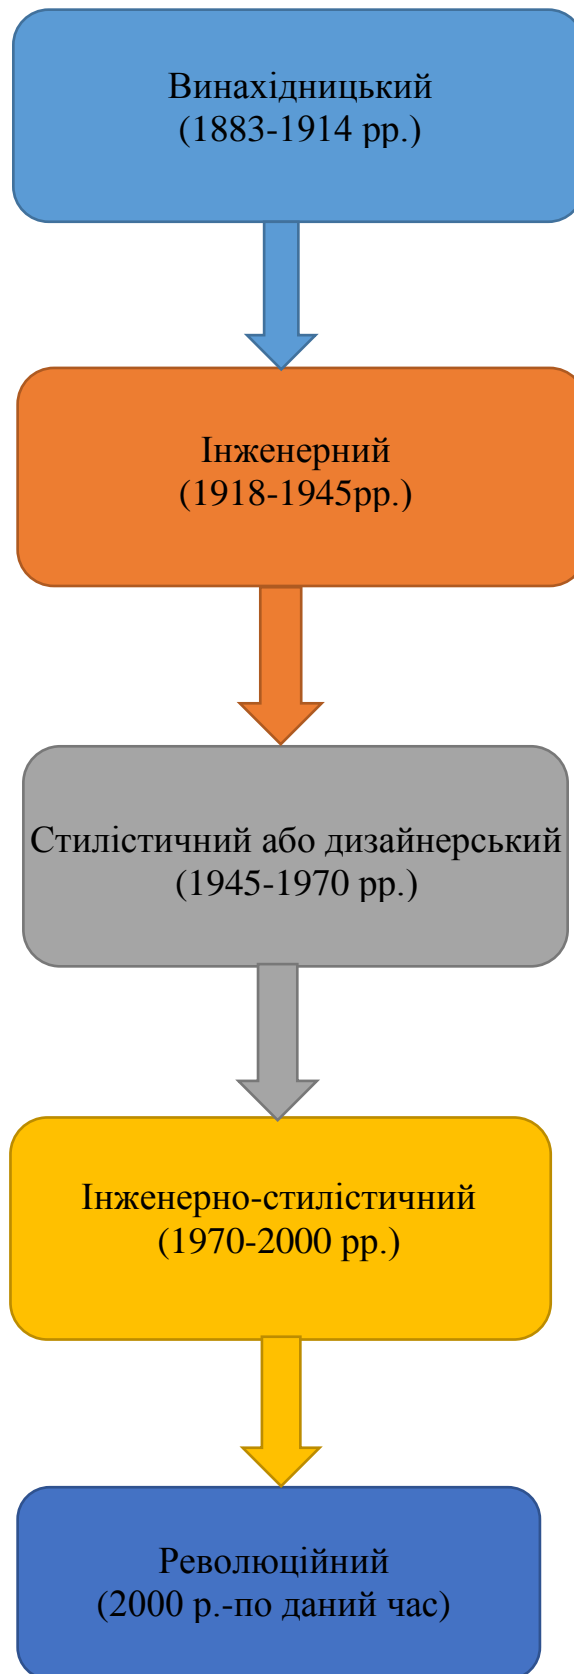 Винахідницький
(1883-1914 рр.)
Інженерний
(1918-1945рр.)
Стилістичний або дизайнерський
(1945-1970 рр.)
Інженерно-стилістичний
(1970-2000 рр.)
Революційний
(2000 р.-по даний час)